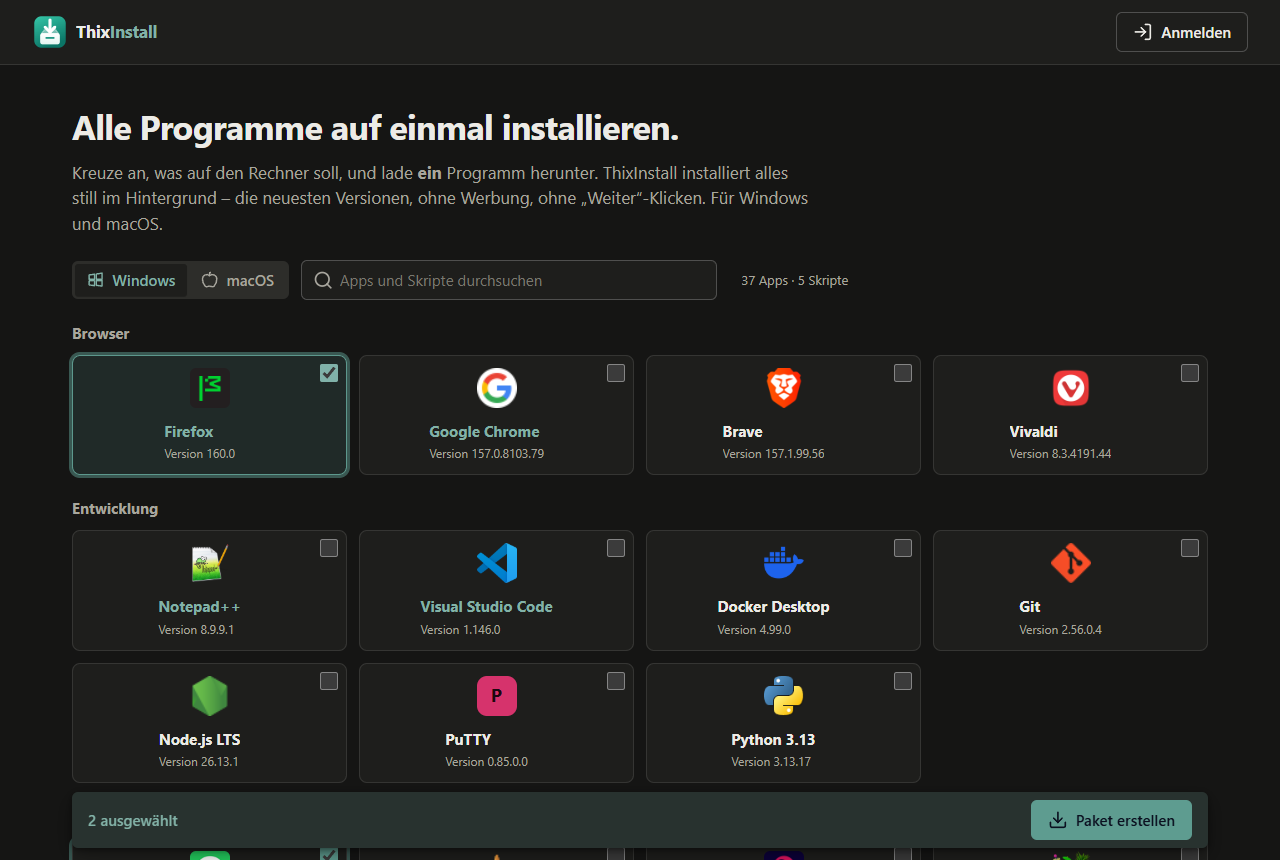 ThixInstall
Anmelden
Alle Programme auf einmal installieren.
Kreuze an, was auf den Rechner soll, und lade ein Programm herunter. ThixInstall installiert alles
still im Hintergrund – die neuesten Versionen, ohne Werbung, ohne „Weiter“-Klicken. Für Windows
und macOS.
Windows
macOS
Apps und Skripte durchsuchen
37 Apps · 5 Skripte
Browser
Firefox
Version 160.0
Google Chrome
Version 157.0.8103.79
Brave
Version 157.1.99.56
Vivaldi
Version 8.3.4191.44
Entwicklung
Notepad++
Version 8.9.9.1
Visual Studio Code
Version 1.146.0
Docker Desktop
Version 4.99.0
Git
Version 2.56.0.4
Node.js LTS
Version 26.13.1
P
PuTTY
Version 0.85.0.0
Python 3.13
Version 3.13.17
2 ausgewählt
Paket erstellen